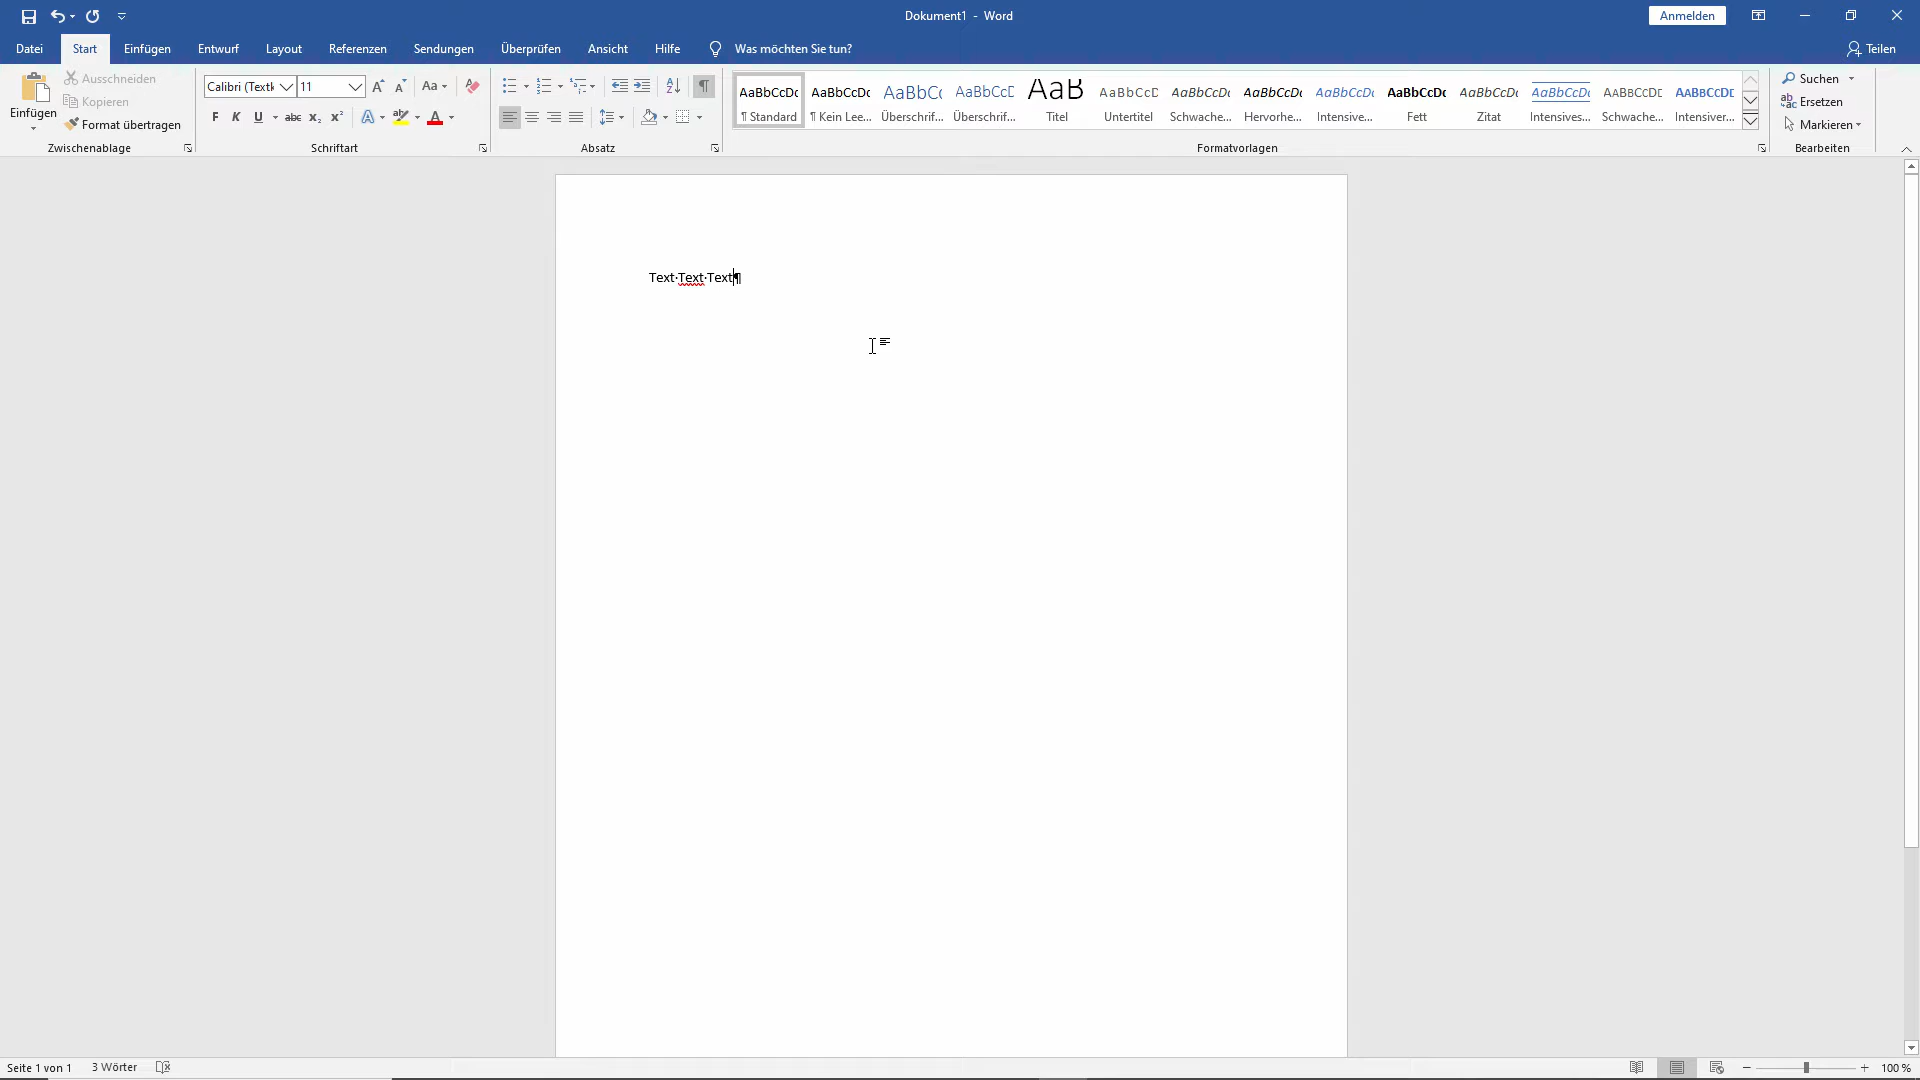 Dokument1 - Word
Anmelden
Datei
Start
Einfügen
Entwurf
Layout
Referenzen
Sendungen
Überprüfen
Ansicht
Hilfe
Was möchten Sie tun?
Teilen
Einfügen
Ausschneiden
Kopieren
Format übertragen
Zwischenablage
Calibri (Textk
11
Aa
F K U abc x₂ x² A ab A
Schriftart
Absatz
AaBbCcDc
¶ Standard
AaBbCcDc
¶ Kein Lee...
AaBbCc
Überschrif...
AaBbCcD
Überschrif...
AaB
Titel
AaBbCcD
Untertitel
AaBbCcDc
Schwache...
AaBbCcDc
Hervorhe...
AaBbCcDc
Intensive...
AaBbCcDc
Fett
AaBbCcDc
Zitat
AaBbCcDc
Intensives...
AABBCCDE
Schwache...
AABBCCDE
Intensiver...
Formatvorlagen
Suchen
Ersetzen
Markieren
Bearbeiten
Text·Text·Text¶
Seite 1 von 1
3 Wörter
100 %